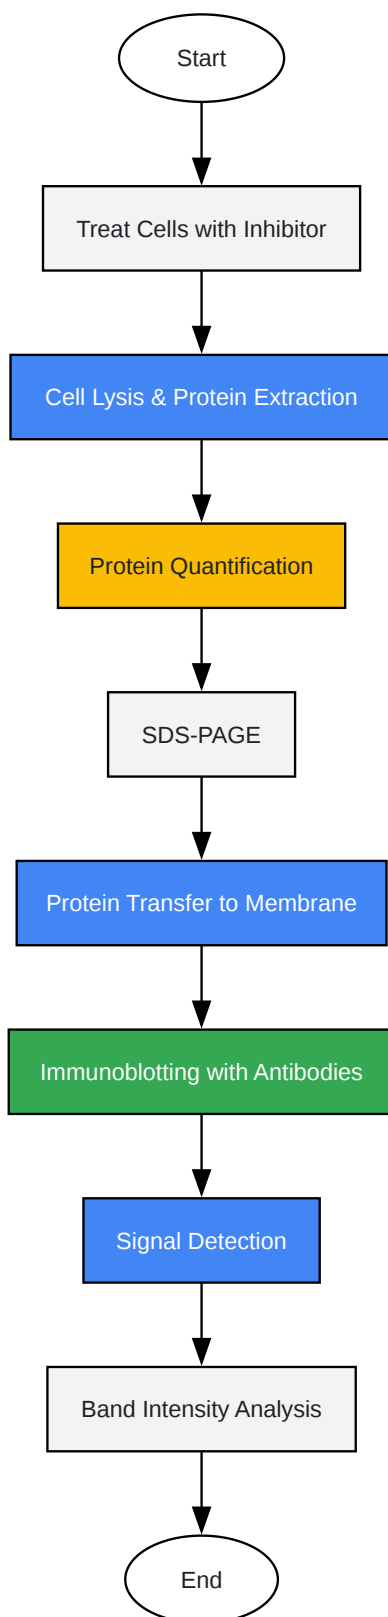 Start
Treat Cells with Inhibitor
Cell Lysis & Protein Extraction
Protein Quantification
SDS-PAGE
Protein Transfer to Membrane
Immunoblotting with Antibodies
Signal Detection
Band Intensity Analysis
End